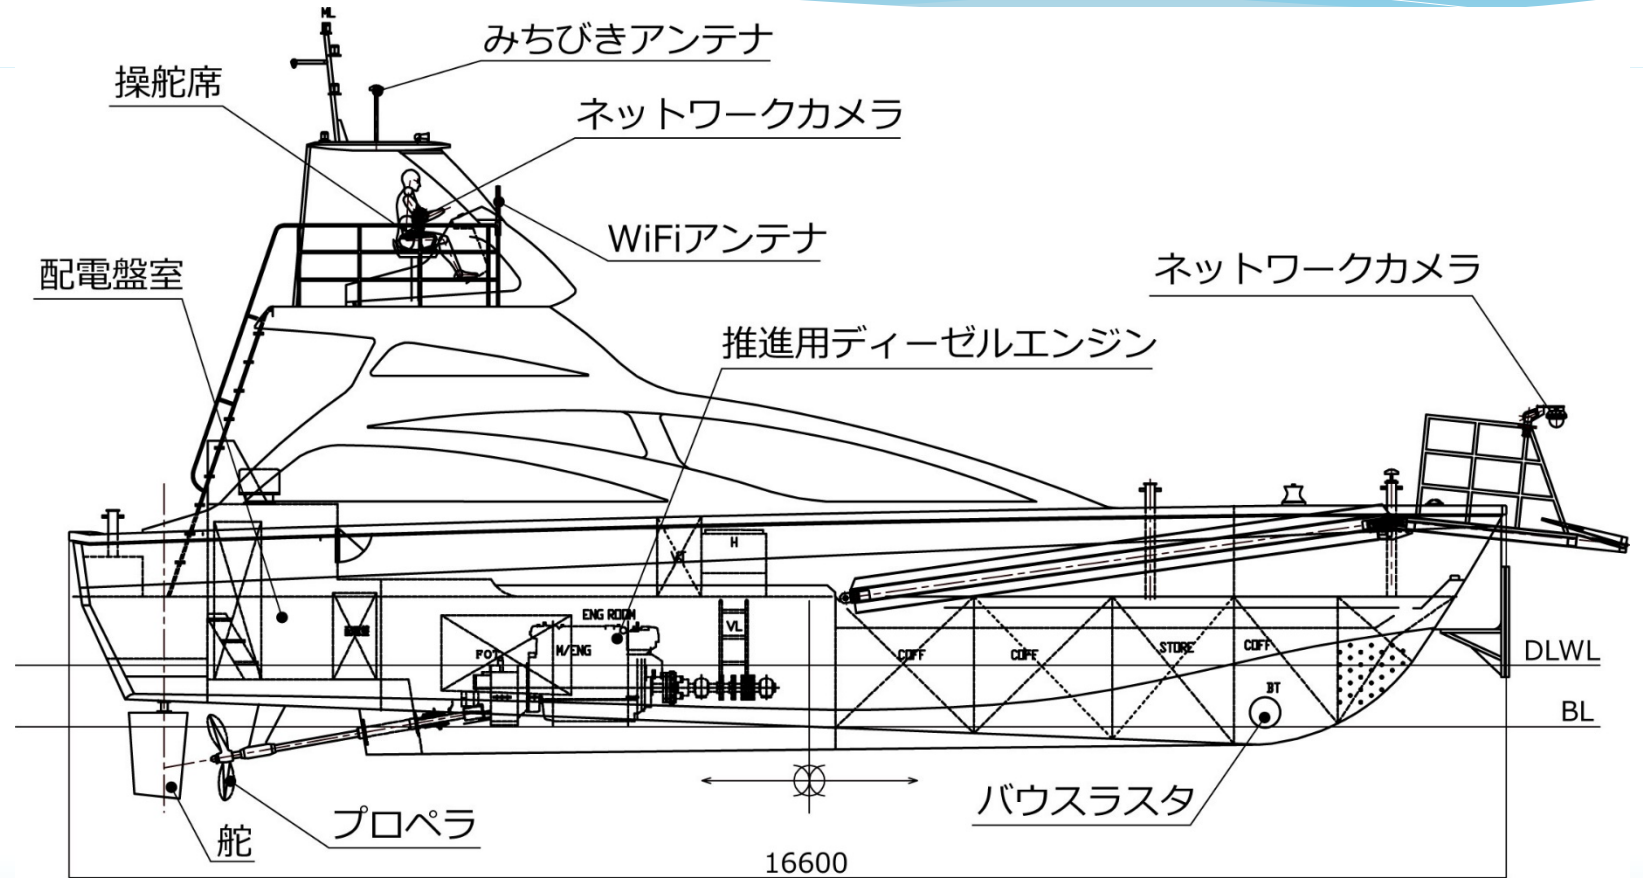 ML
みちびきアンテナ
操舵席
ネットワークカメラ
WiFiアンテナ
配電盤室
ネットワークカメラ
推進用ディーゼルエンジン
H
ENG ROOM
VL
M/ENG
FOT
COFF
COFF
STORE
COFF
DLWL
BT
BL
バウスラスタ
プロペラ
舵
16600